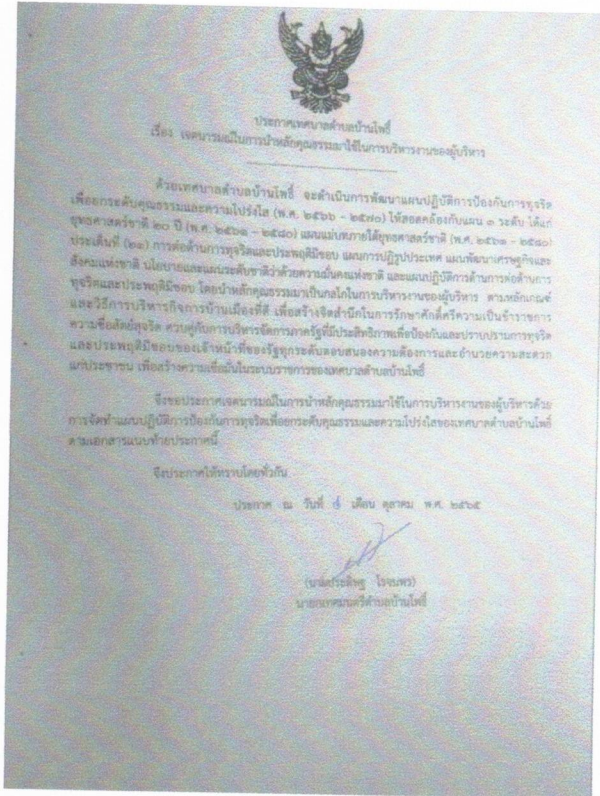 ประกาศเทศบาลตำบลบ้านโพธิ์
เรื่อง เจตนารมณ์ในการนำหลักคุณธรรมมาใช้ในการบริหารงานของผู้บริหาร
ด้วยเทศบาลตำบลบ้านโพธิ์ จะดำเนินการพัฒนาแผนปฏิบัติการป้องกันการทุจริต
เพื่อยกระดับคุณธรรมและความโปร่งใส (พ.ศ. ๒๕๖๖ - ๒๕๗๐) ให้สอดคล้องกับแผน ๓ ระดับ ได้แก่
ยุทธศาสตร์ชาติ ๒๐ ปี (พ.ศ. ๒๕๖๑ - ๒๕๘๐) แผนแม่บทภายใต้ยุทธศาสตร์ชาติ (พ.ศ. ๒๕๖๑ - ๒๕๘๐)
ประเด็นที่ (๒๑) การต่อต้านการทุจริตและประพฤติมิชอบ แผนการปฏิรูปประเทศ แผนพัฒนาเศรษฐกิจและ
สังคมแห่งชาติ นโยบายและแผนระดับชาติว่าด้วยความมั่นคงแห่งชาติ และแผนปฏิบัติการด้านการต่อต้านการ
ทุจริตและประพฤติมิชอบ โดยนำหลักคุณธรรมมาเป็นกลไกในการบริหารงานของผู้บริหาร ตามหลักเกณฑ์
และวิธีการบริหารกิจการบ้านเมืองที่ดี เพื่อสร้างจิตสำนึกในการรักษาศักดิ์ศรีความเป็นข้าราชการ
ความซื่อสัตย์สุจริต ควบคู่กับการบริหารจัดการภาครัฐที่มีประสิทธิภาพเพื่อป้องกันและปราบปรามการทุจริต
และประพฤติมิชอบของเจ้าหน้าที่ของรัฐทุกระดับตอบสนองความต้องการและอำนวยความสะดวก
แก่ประชาชน เพื่อสร้างความเชื่อมั่นในระบบราชการของเทศบาลตำบลบ้านโพธิ์
จึงขอประกาศเจตนารมณ์ในการนำหลักคุณธรรมมาใช้ในการบริหารงานของผู้บริหารด้วย
การจัดทำแผนปฏิบัติการป้องกันการทุจริตเพื่อยกระดับคุณธรรมและความโปร่งใสของเทศบาลตำบลบ้านโพธิ์
ตามเอกสารแนบท้ายประกาศนี้
จึงประกาศให้ทราบโดยทั่วกัน
ประกาศ ณ วันที่ เดือน ตุลาคม พ.ศ. ๒๕๖๕
นายกเทศมนตรีตำบลบ้านโพธิ์